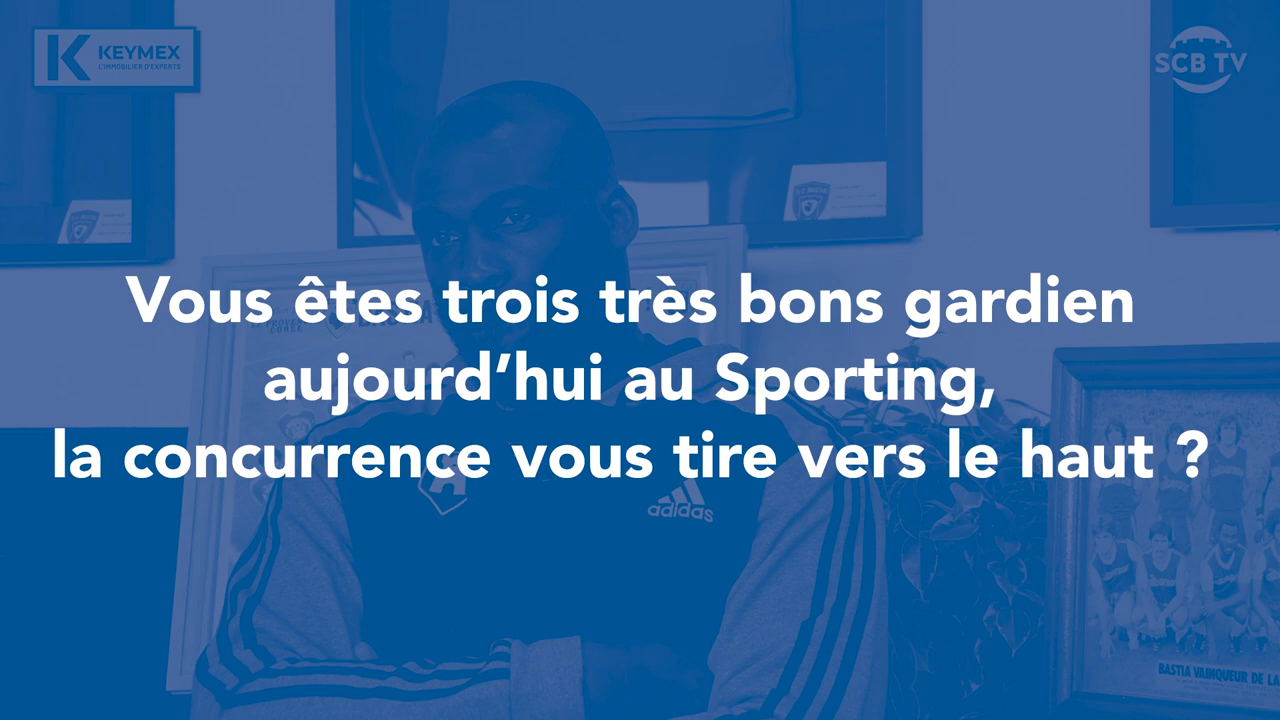 KEYMEX
L'IMMOBILIER D'EXPERTS
SCB TV
Vous êtes trois très bons gardien
aujourd'hui au Sporting,
la concurrence vous tire vers le haut ?
adidas
BASTIA VAINQUEUR DE LA